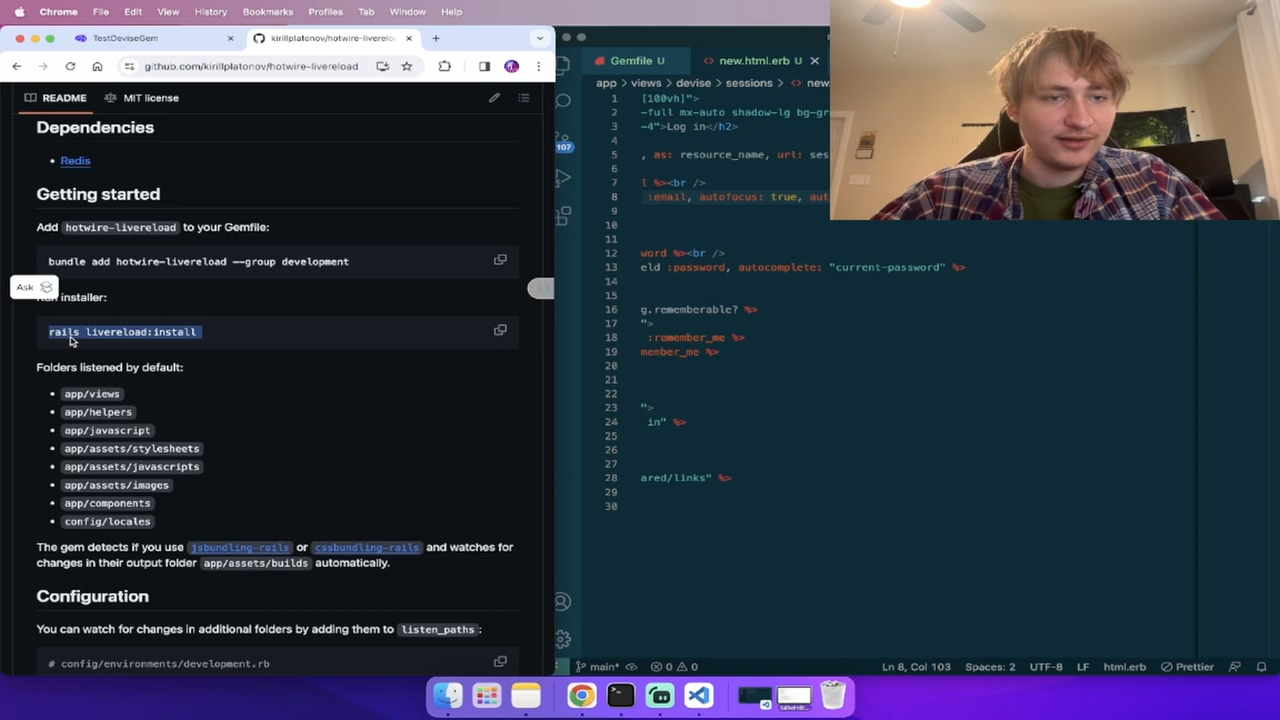 Chrome File Edit View History Bookmarks Profiles Tab Window Help
TestDeviseGem
kirillplatonov/hotwire-livereloa
github.com/kirillplatonov/hotwire-livereload
README MIT license
Dependencies
Redis
Getting started
Add hotwire-livereload to your Gemfile:
bundle add hotwire-livereload --group development
Ask
installer:
rails livereload:install
Folders listened by default:
app/views
app/helpers
app/javascript
app/assets/stylesheets
app/assets/javascripts
app/assets/images
app/components
config/locales
The gem detects if you use jsbundling-rails or cssbundling-rails and watches for
changes in their output folder app/assets/builds automatically.
Configuration
You can watch for changes in additional folders by adding them to listen_paths:
# config/environments/development.rb
107
Gemfile U
new.html.erb U
app > views > devise > sessions > new
1 [100vh]">
2 -full mx-auto shadow-lg bg-gr
3 -4">Log in</h2>
4
5 , as: resource_name, url: ses
6
7 l %><br />
8 :email, autofocus: true, aut
9
10
11
12 word %><br />
13 eld :password, autocomplete: "current-password" %>
14
15
16 g.rememberable? %>
17 ">
18 :remember_me %>
19 member_me %>
20
21
22
23 ">
24 in" %>
25
26
27
28 ared/links" %>
29
30
main* 0 0 Ln 8, Col 103 Spaces: 2 UTF-8 LF html.erb Prettier